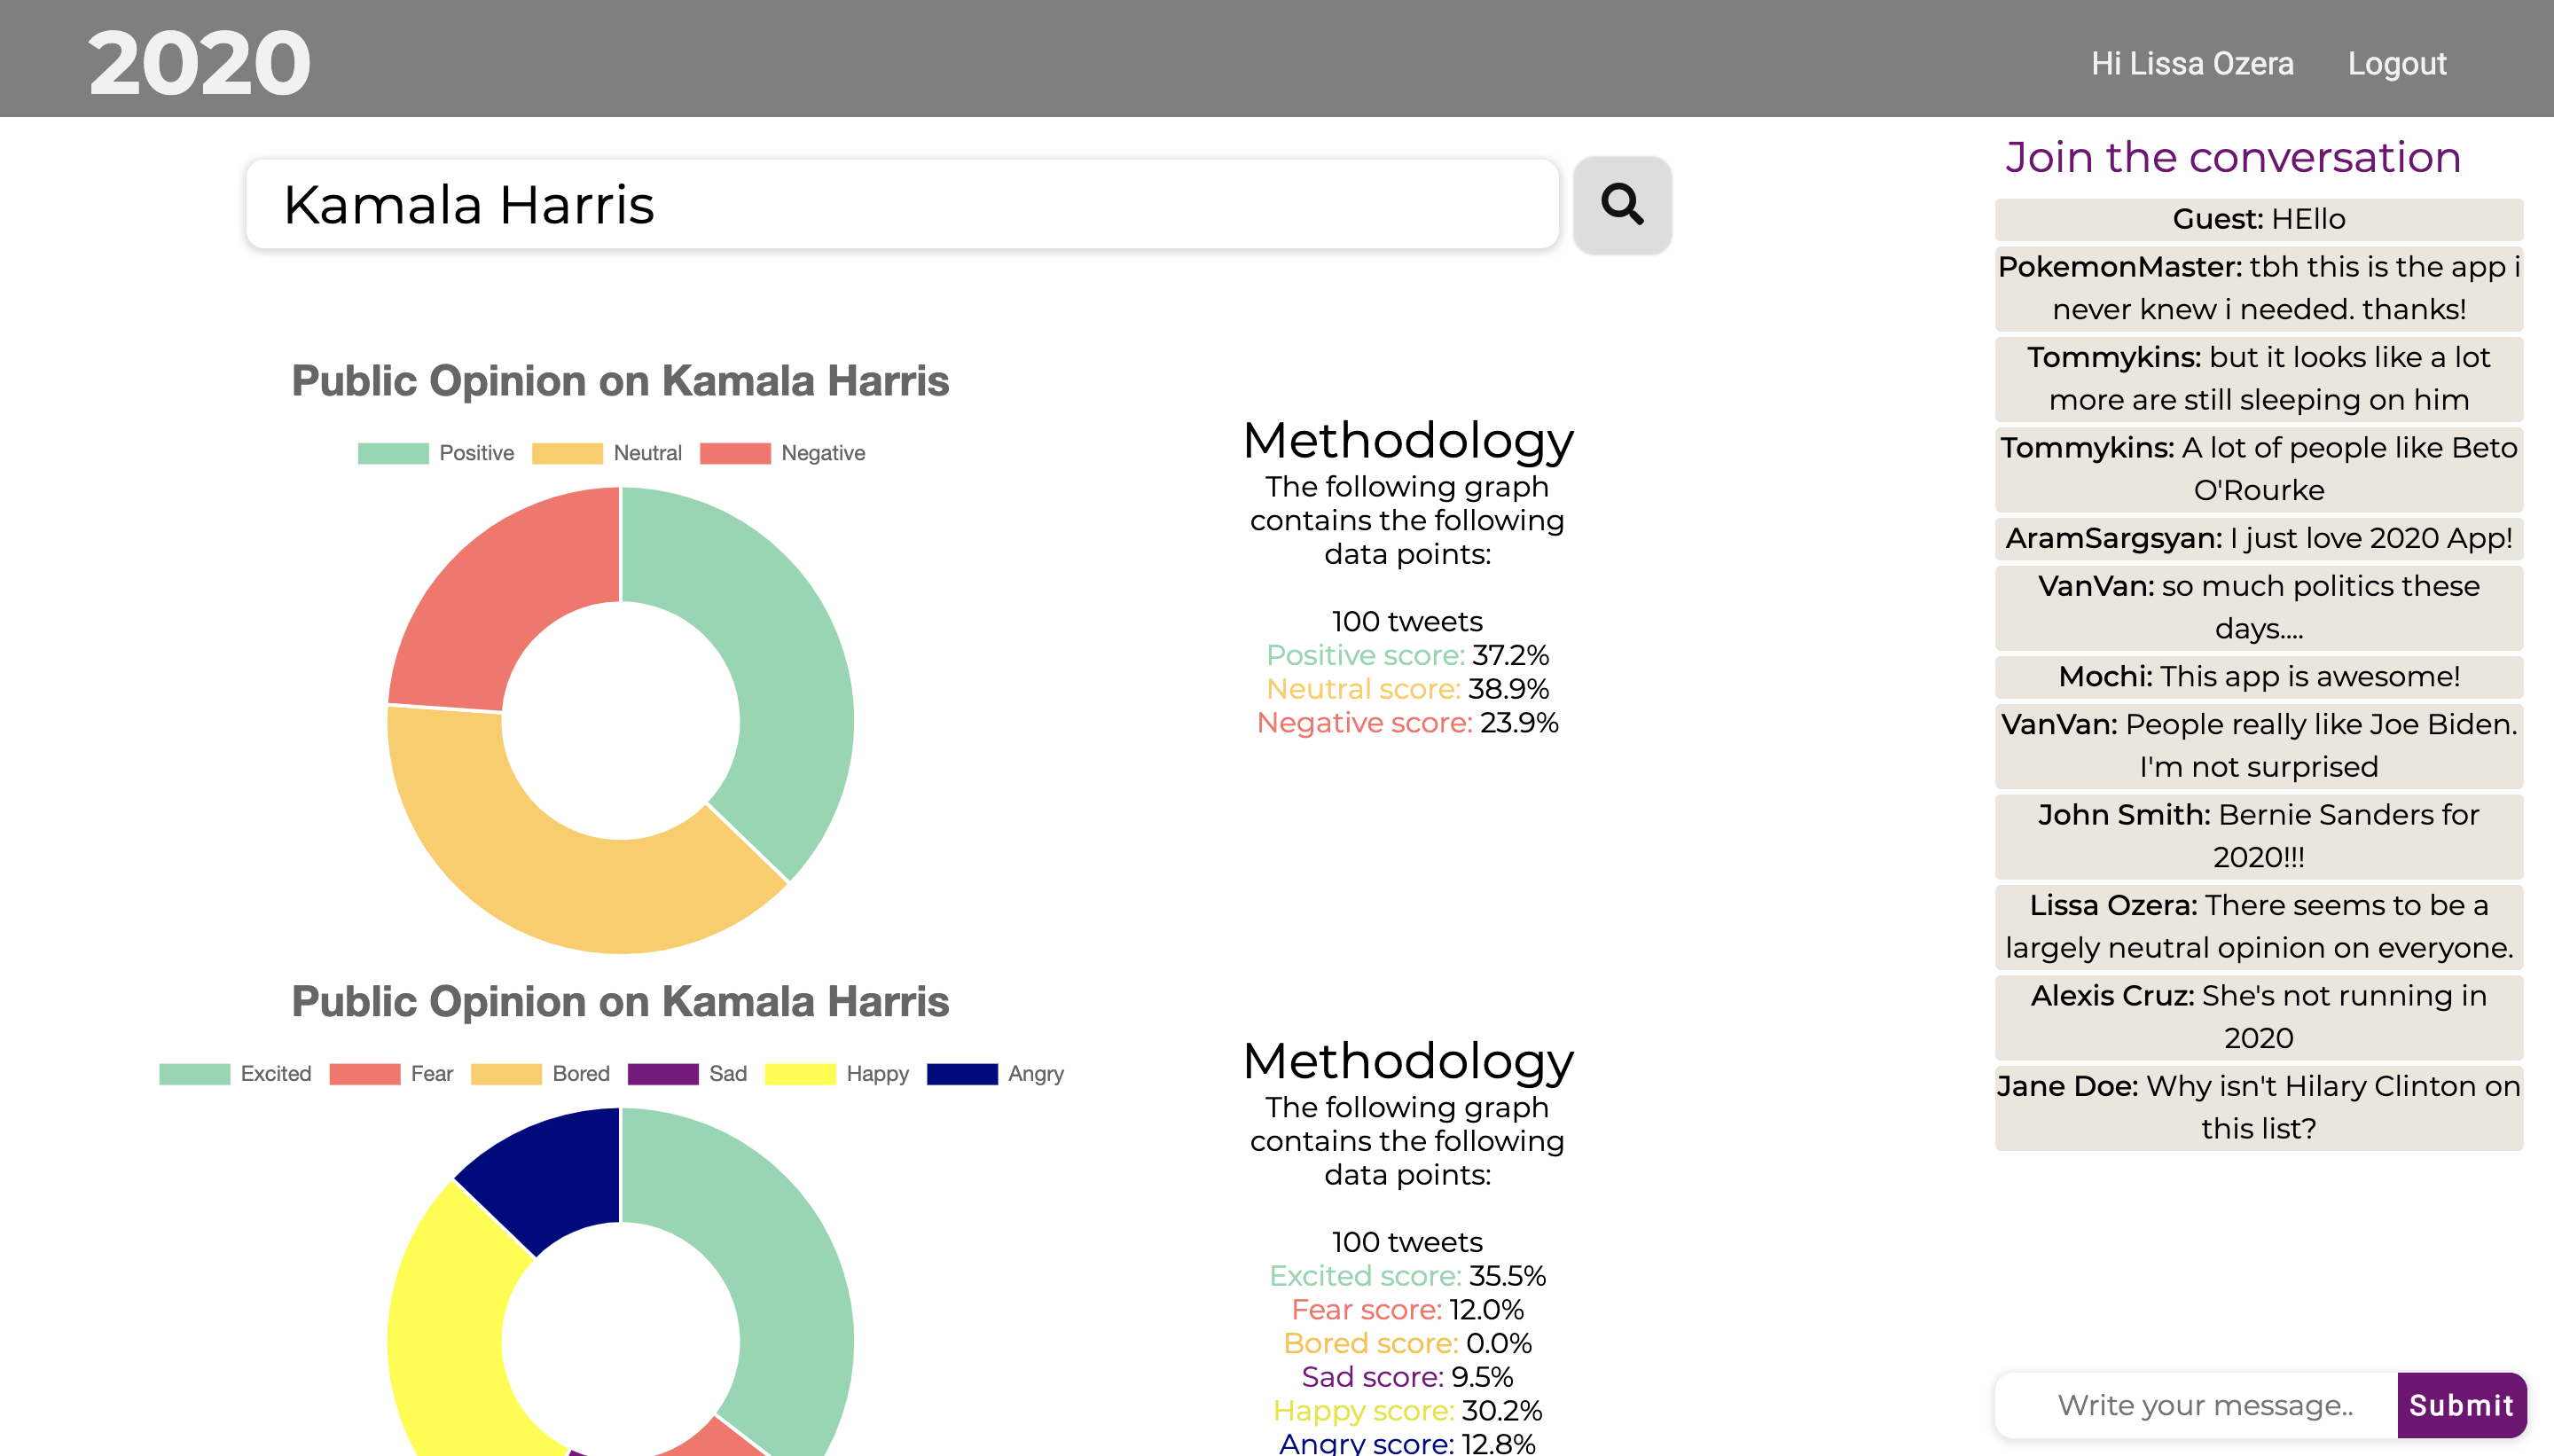 2020
Hi Lissa Ozera
Logout
Kamala Harris
Public Opinion on Kamala Harris
Positive
Neutral
Negative
Methodology
The following graph
contains the following
data points:
100 tweets
Positive score: 37.2%
Neutral score: 38.9%
Negative score: 23.9%
Public Opinion on Kamala Harris
Excited
Fear
Bored
Sad
Happy
Angry
Methodology
The following graph
contains the following
data points:
100 tweets
Excited score: 35.5%
Fear score: 12.0%
Bored score: 0.0%
Sad score: 9.5%
Happy score: 30.2%
Angry score: 12.8%
Join the conversation
Guest: HEllo
PokemonMaster: tbh this is the app i
never knew i needed. thanks!
Tommykins: but it looks like a lot
more are still sleeping on him
Tommykins: A lot of people like Beto
O'Rourke
AramSargsyan: I just love 2020 App!
VanVan: so much politics these
days....
Mochi: This app is awesome!
VanVan: People really like Joe Biden.
I'm not surprised
John Smith: Bernie Sanders for
2020!!!
Lissa Ozera: There seems to be a
largely neutral opinion on everyone.
Alexis Cruz: She's not running in
2020
Jane Doe: Why isn't Hilary Clinton on
this list?
Write your message..
Submit